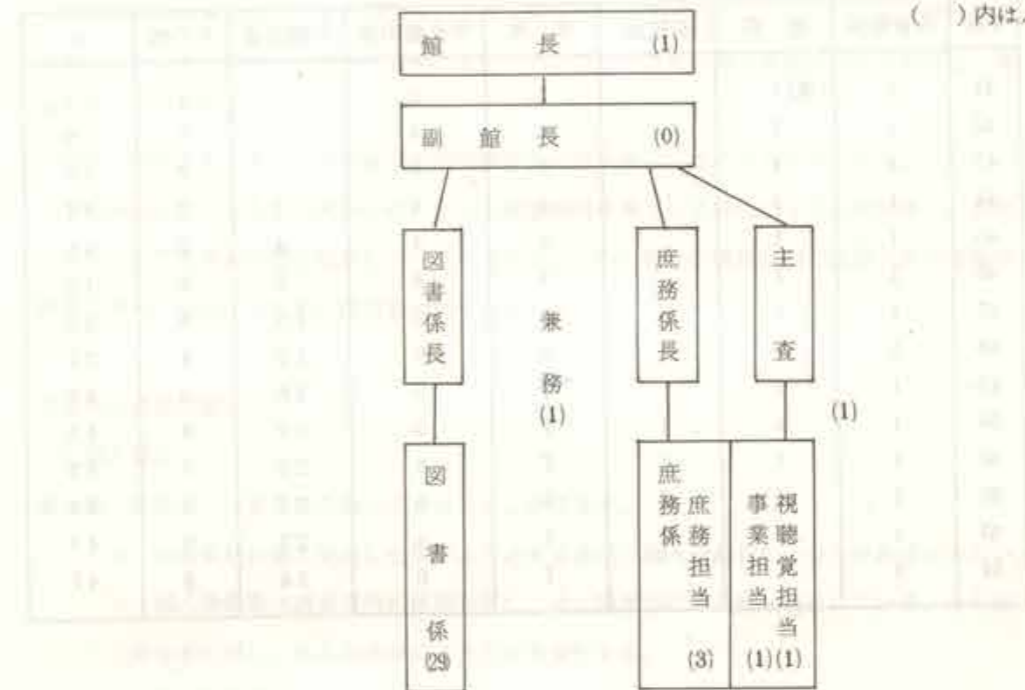 ( )内は
館長 (1)
副館長 (0)
図書係長
兼務 (1)
庶務係長
主査
(1)
図書係 (29)
庶務係
庶務担当 (3)
事業担当 (1)
視聴覚担当 (1)